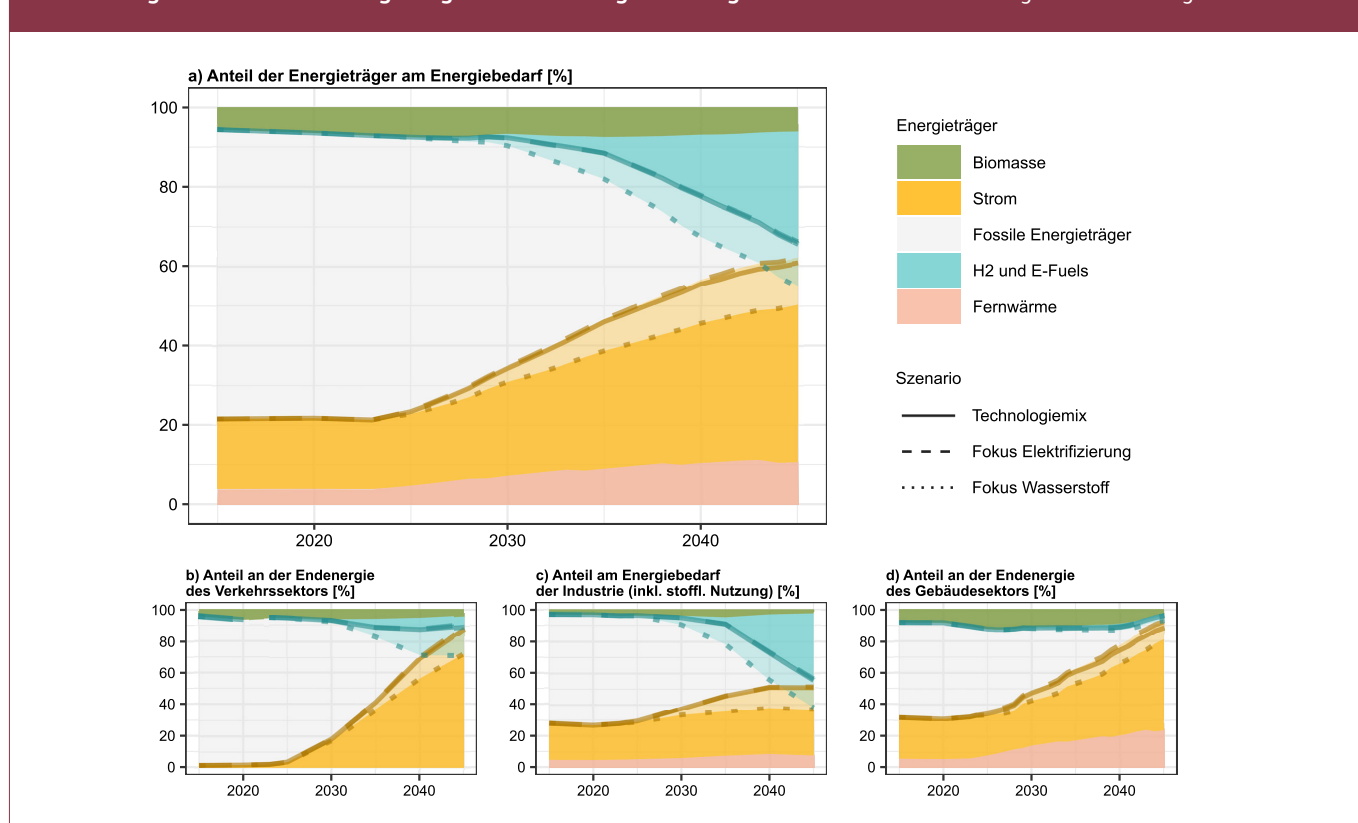 a) Anteil der Energieträger am Energiebedarf [%]
100
80
60
40
20
0
2020 2030 2040
Energieträger
Biomasse
Strom
Fossile Energieträger
H2 und E-Fuels
Fernwärme
Szenario
Technologiemix
Fokus Elektrifizierung
Fokus Wasserstoff
b) Anteil an der Endenergie
des Verkehrssektors [%]
100
80
60
40
20
0
2020 2030 2040
c) Anteil am Energiebedarf
der Industrie (inkl. stoffl. Nutzung) [%]
100
80
60
40
20
0
2020 2030 2040
d) Anteil an der Endenergie
des Gebäudesektors [%]
100
80
60
40
20
0
2020 2030 2040